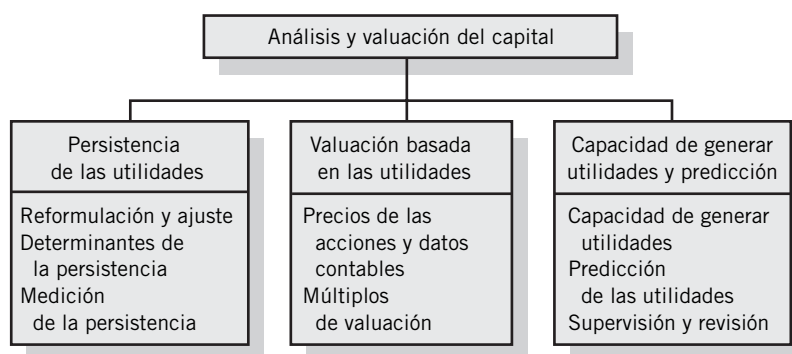 Análisis y valuación del capital
Persistencia
de las utilidades
Reformulación y ajuste
Determinantes de
la persistencia
Medición
de la persistencia
Valuación basada
en las utilidades
Precios de las
acciones y datos
contables
Múltiplos
de valuación
Capacidad de generar
utilidades y predicción
Capacidad de generar
utilidades
Predicción
de las utilidades
Supervisión y revisión